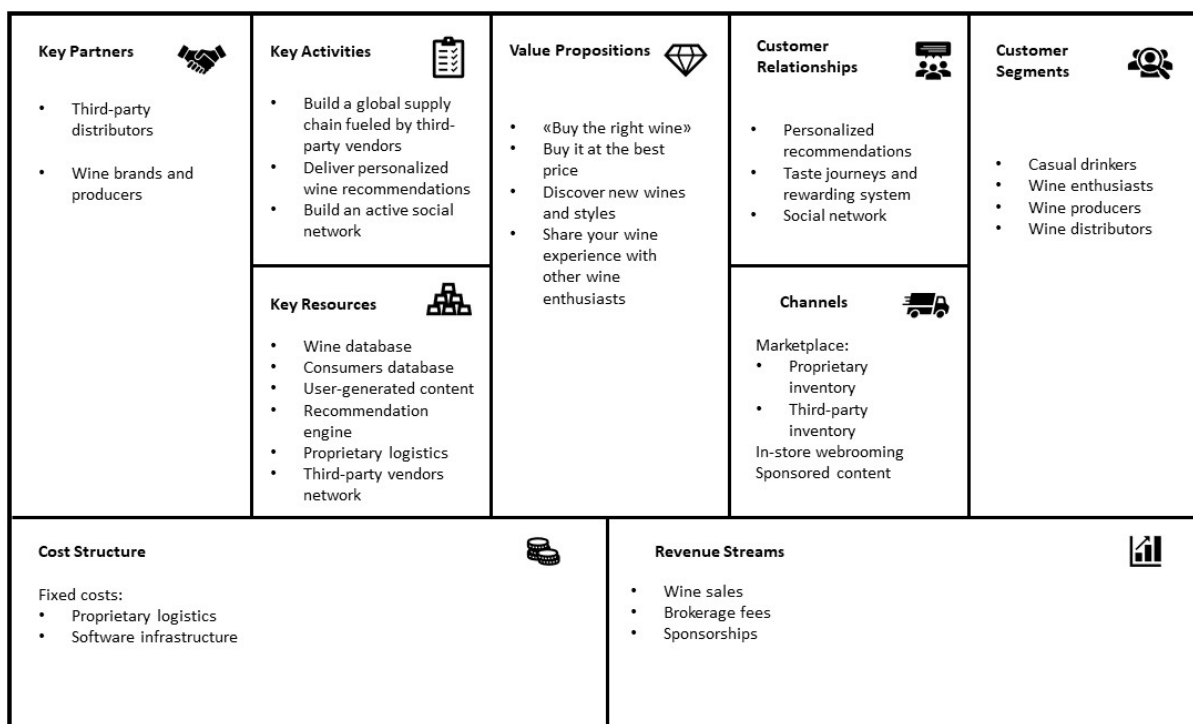 Key Partners
• Third-party
distributors
• Wine brands and
producers
Key Activities
• Build a global supply
chain fueled by third-
party vendors
• Deliver personalized
wine recommendations
• Build an active social
network
Key Resources
• Wine database
• Consumers database
• User-generated content
• Recommendation
engine
• Proprietary logistics
• Third-party vendors
network
Value Propositions
• «Buy the right wine»
• Buy it at the best
price
• Discover new wines
and styles
• Share your wine
experience with
other wine
enthusiasts
Customer
Relationships
• Personalized
recommendations
• Taste journeys and
rewarding system
• Social network
Channels
Marketplace:
• Proprietary
inventory
• Third-party
inventory
In-store webrooming
Sponsored content
Customer
Segments
• Casual drinkers
• Wine enthusiasts
• Wine producers
• Wine distributors
Cost Structure
Fixed costs:
• Proprietary logistics
• Software infrastructure
Revenue Streams
• Wine sales
• Brokerage fees
• Sponsorships